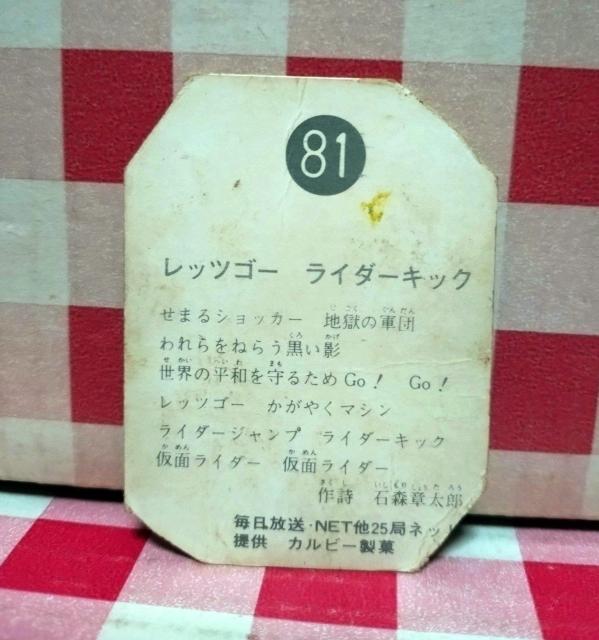 81
レッツゴー ライダーキック
せまるショッカー 地獄の軍団
われらをねらう黒い影
世界の平和を守るためGo! Go!
レッツゴー かがやくマシン
ライダージャンプ ライダーキック
仮面ライダー 仮面ライダー
作詩 石森章太郎
毎日放送・NET他25局ネット
提供 カルビー製菓